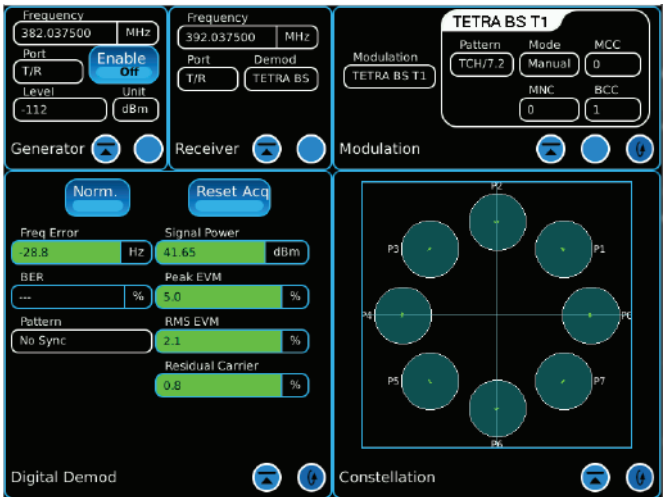 Frequency
382.037500 MHz
Port
T/R
Enable
Off
Level Unit
-112 dBm
Generator
Frequency
392.037500 MHz
Port Demod
T/R TETRA BS
Receiver
TETRA BS T1
Modulation
TETRA BS T1
Pattern Mode MCC
TCH/7.2 Manual 0
MNC BCC
0 1
Modulation
Norm. Reset Acq
Freq Error Signal Power
-28.8 Hz 41.65 dBm
BER Peak EVM
--- % 5.0 %
Pattern RMS EVM
No Sync 2.1 %
Residual Carrier
0.8 %
Digital Demod
P2
P3 P1
P4
P5 P7
P6
Constellation